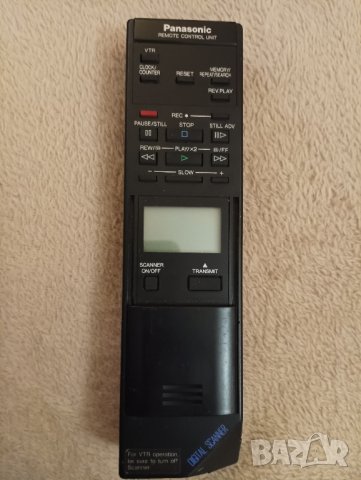 Panasonic
REMOTE CONTROL UNIT
VTR
CLOCK/
COUNTER
RESET
MEMORY/
REPEAT/SEARCH
REV.PLAY
REC
PAUSE/STILL
STOP
STILL ADV
REW/
PLAY/×2
/FF
− SLOW +
SCANNER
ON/OFF
TRANSMIT
For VTR operation,
be sure to turn off
Scanner.
DIGITAL SCANNER
BAZAR